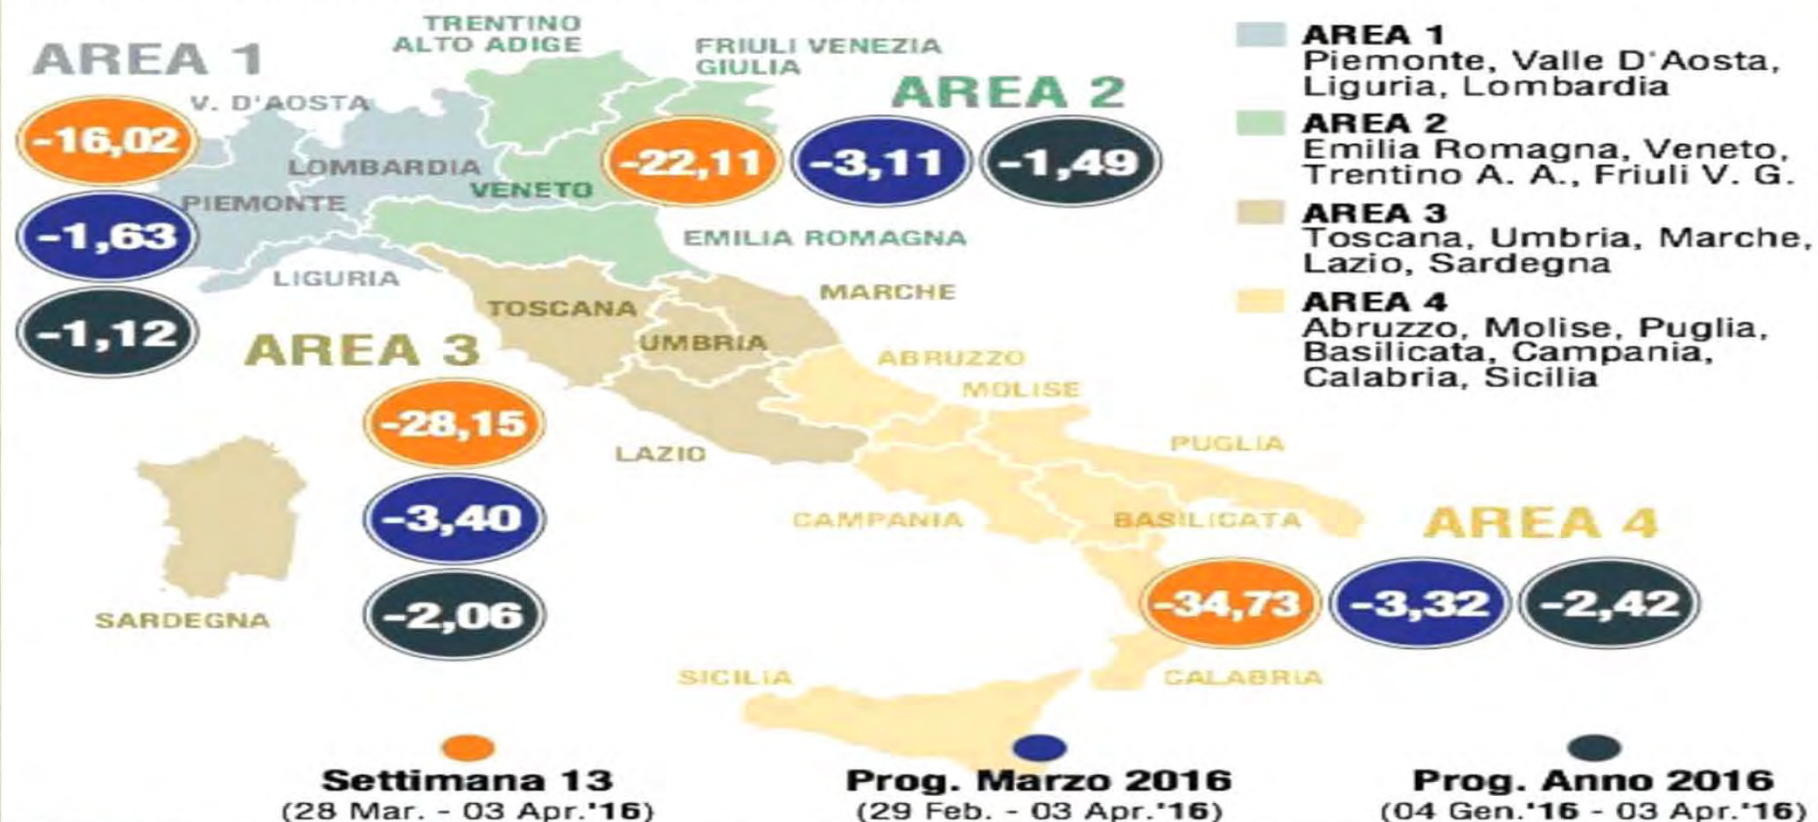 AREA 1
TRENTINO
ALTO ADIGE
FRIULI VENEZIA
GIULIA
AREA 2
V. D'AOSTA
-16,02
LOMBARDIA
VENETO
-22,11
-3,11
-1,49
PIEMONTE
-1,63
EMILIA ROMAGNA
LIGURIA
-1,12
AREA 3
TOSCANA
MARCHE
UMBRIA
ABRUZZO
MOLISE
-28,15
LAZIO
PUGLIA
-3,40
CAMPANIA
BASILICATA
AREA 4
-2,06
SARDEGNA
-34,73
-3,32
-2,42
SICILIA
CALABRIA
AREA 1
Piemonte, Valle D'Aosta,
Liguria, Lombardia
AREA 2
Emilia Romagna, Veneto,
Trentino A. A., Friuli V. G.
AREA 3
Toscana, Umbria, Marche,
Lazio, Sardegna
AREA 4
Abruzzo, Molise, Puglia,
Basilicata, Campania,
Calabria, Sicilia
Settimana 13
(28 Mar. - 03 Apr.'16)
Prog. Marzo 2016
(29 Feb. - 03 Apr.'16)
Prog. Anno 2016
(04 Gen.'16 - 03 Apr.'16)